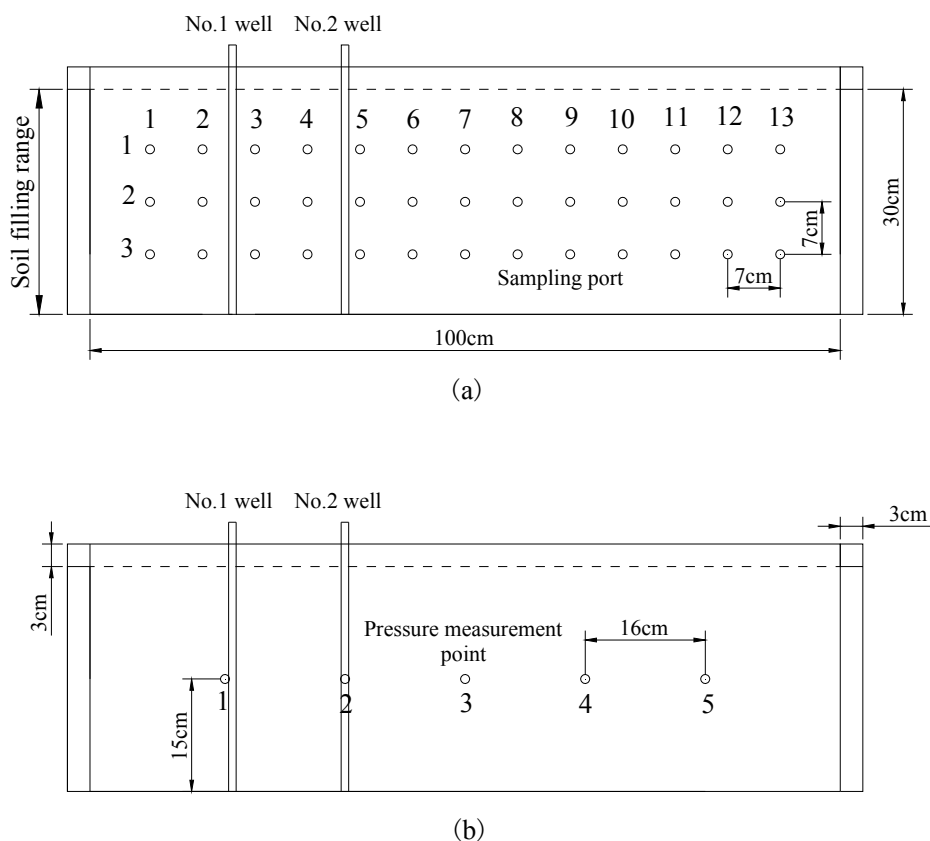 No.1 well No.2 well
1 2 3 4 5 6 7 8 9 10 11 12 13
1
2
3
Soil filling range
30cm
7cm
Sampling port
7cm
100cm
(a)
No.1 well No.2 well
3cm
3cm
Pressure measurement
point
16cm
1 2 3 4 5
15cm
(b)